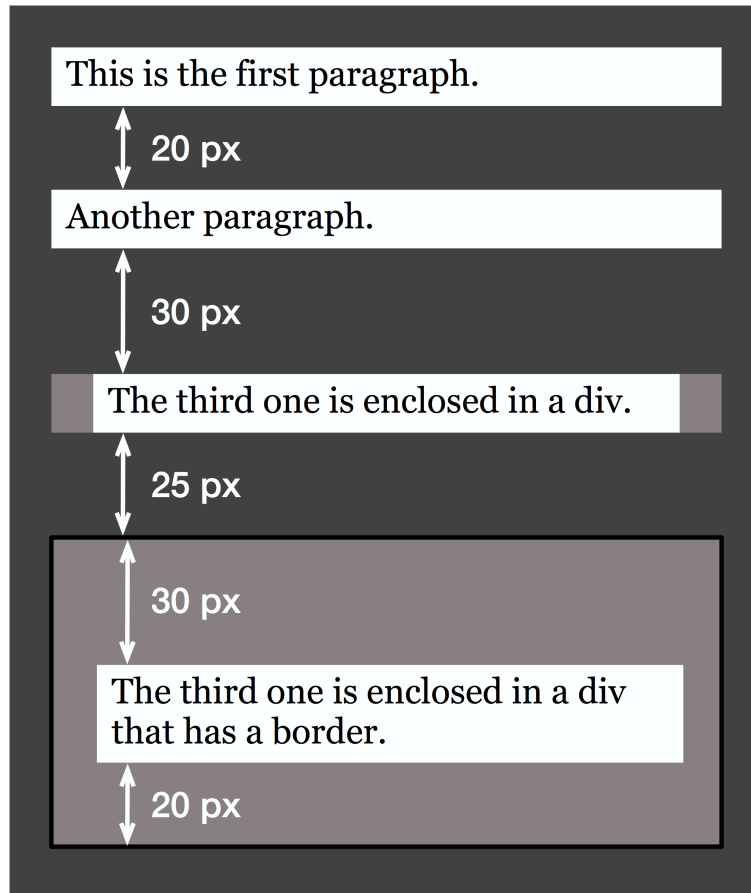 This is the first paragraph.
20 px
Another paragraph.
30 px
The third one is enclosed in a div.
25 px
30 px
The third one is enclosed in a div
that has a border.
20 px